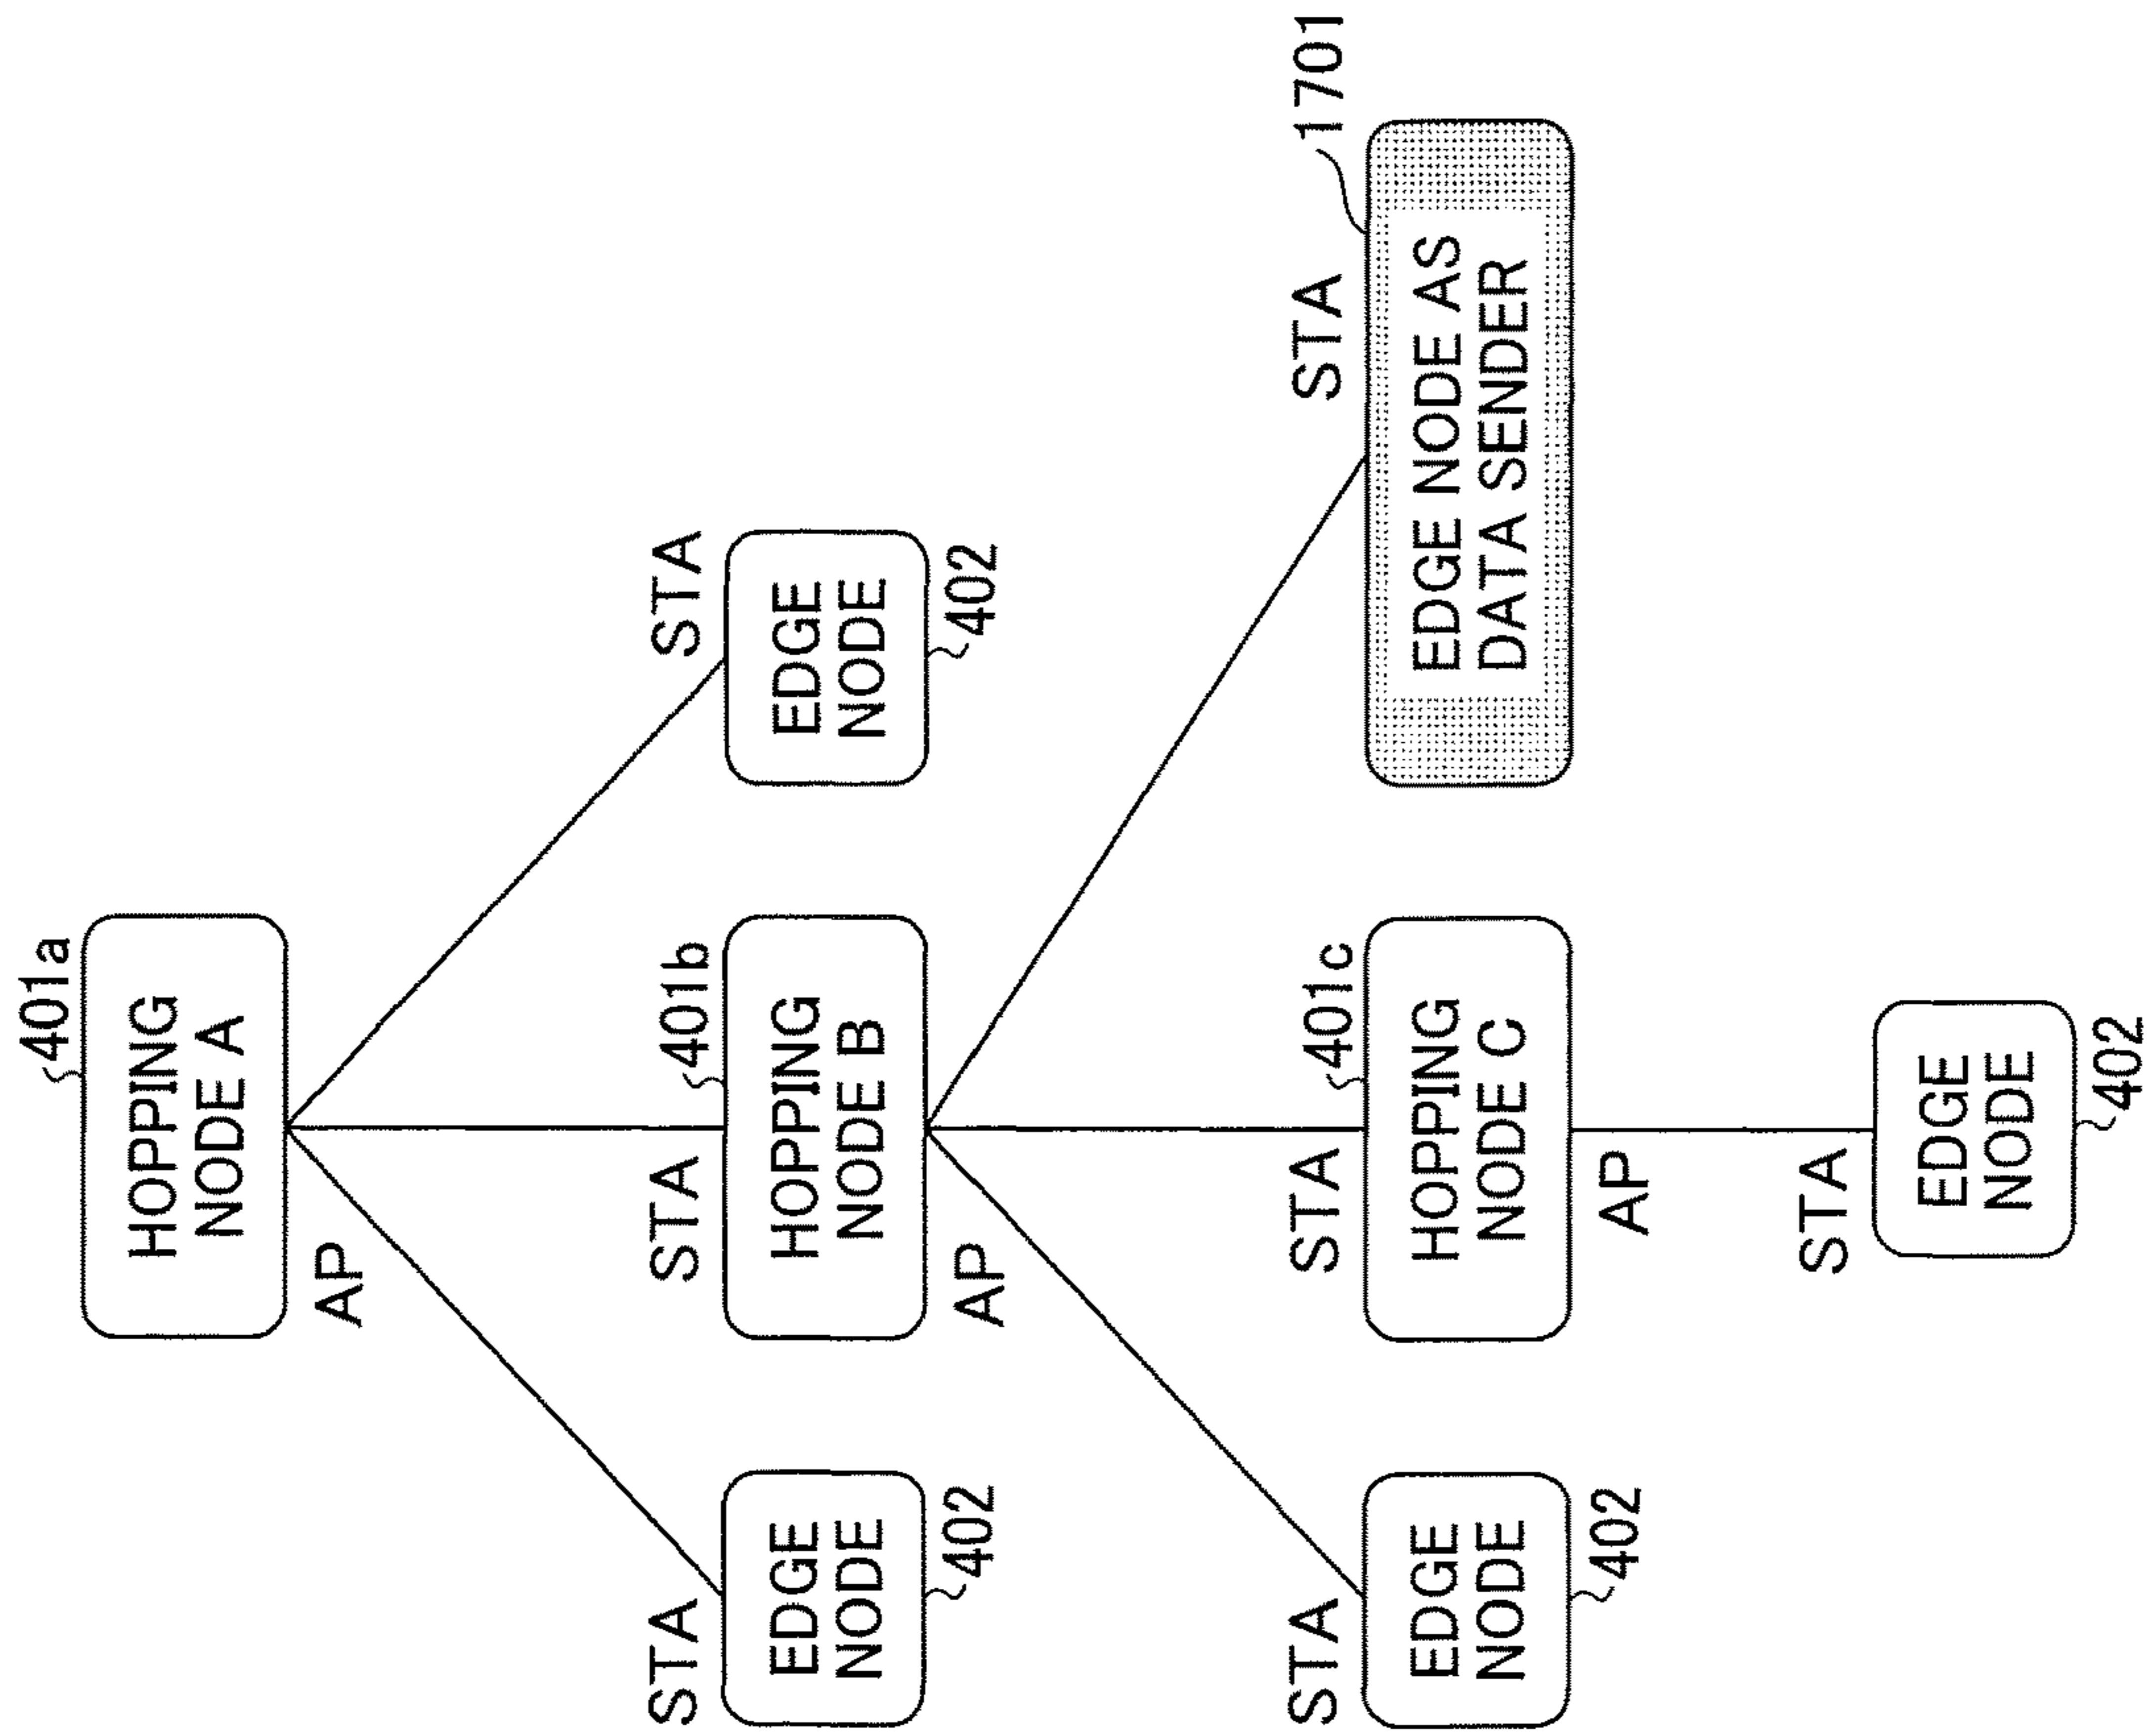 401a
HOPPING
NODE A
AP
STA
EDGE
NODE
402
STA
401b
HOPPING
NODE B
AP
STA
EDGE
NODE
402
STA
EDGE
NODE
402
STA
401c
HOPPING
NODE C
AP
STA
1701
EDGE NODE AS
DATA SENDER
STA
EDGE
NODE
402